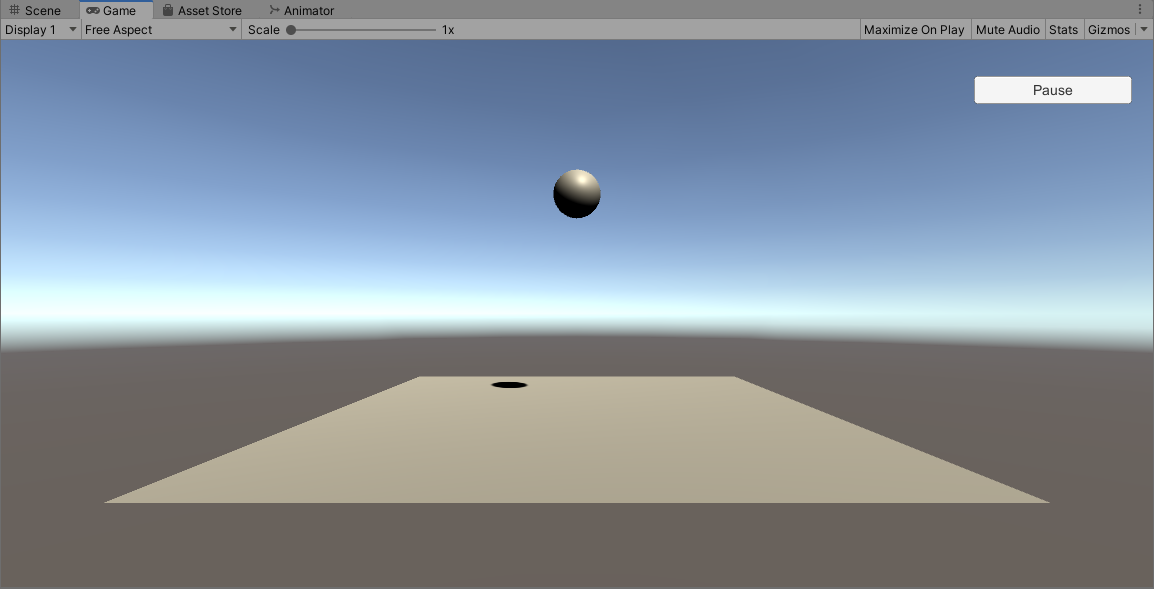 Scene Game Asset Store Animator
Display 1 Free Aspect Scale 1x Maximize On Play Mute Audio Stats Gizmos
Pause